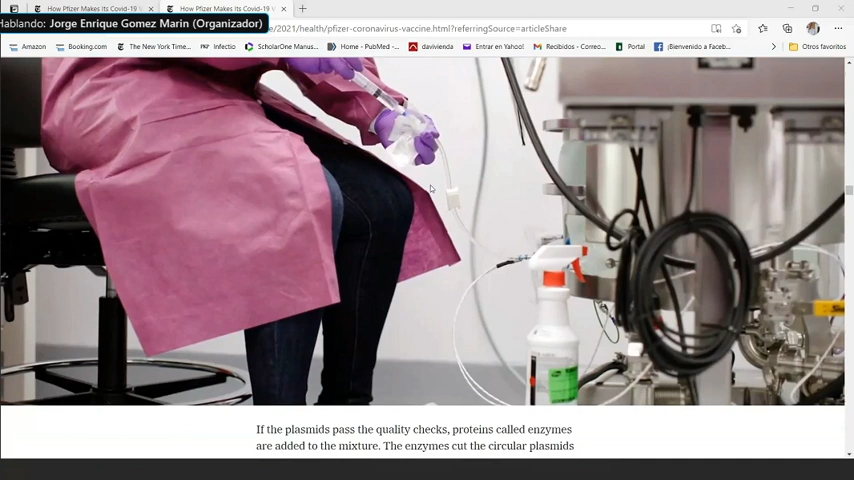 How Pfizer Makes Its Covid-19 V
How Pfizer Makes Its Covid-19 V
Hablando: Jorge Enrique Gomez Marin (Organizador)
e/2021/health/pfizer-coronavirus-vaccine.html?referringSource=articleShare
Amazon
Booking.com
The New York Time...
Infectio
ScholarOne Manus...
Home - PubMed -...
davivienda
Entrar en Yahoo!
Recibidos - Correo...
Portal
¡Bienvenido a Faceb...
Otros favoritos
If the plasmids pass the quality checks, proteins called enzymes
are added to the mixture. The enzymes cut the circular plasmids